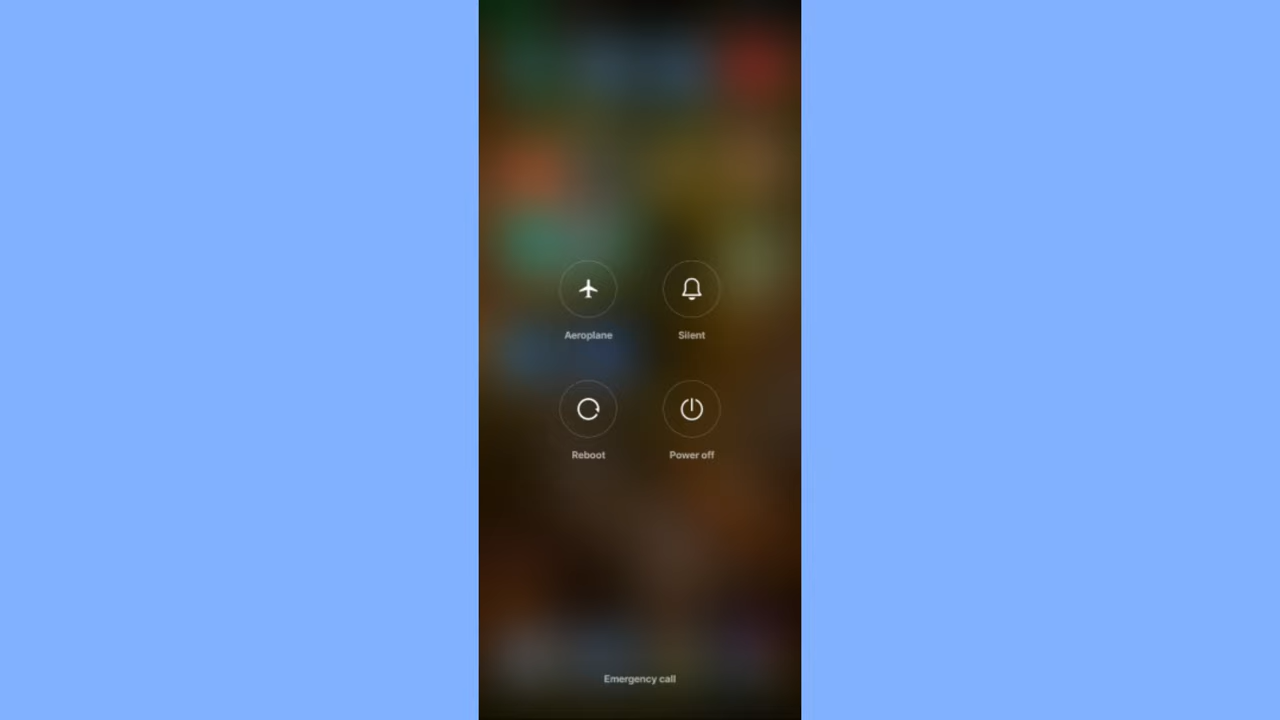 Aeroplane
Silent
Reboot
Power off
Emergency call